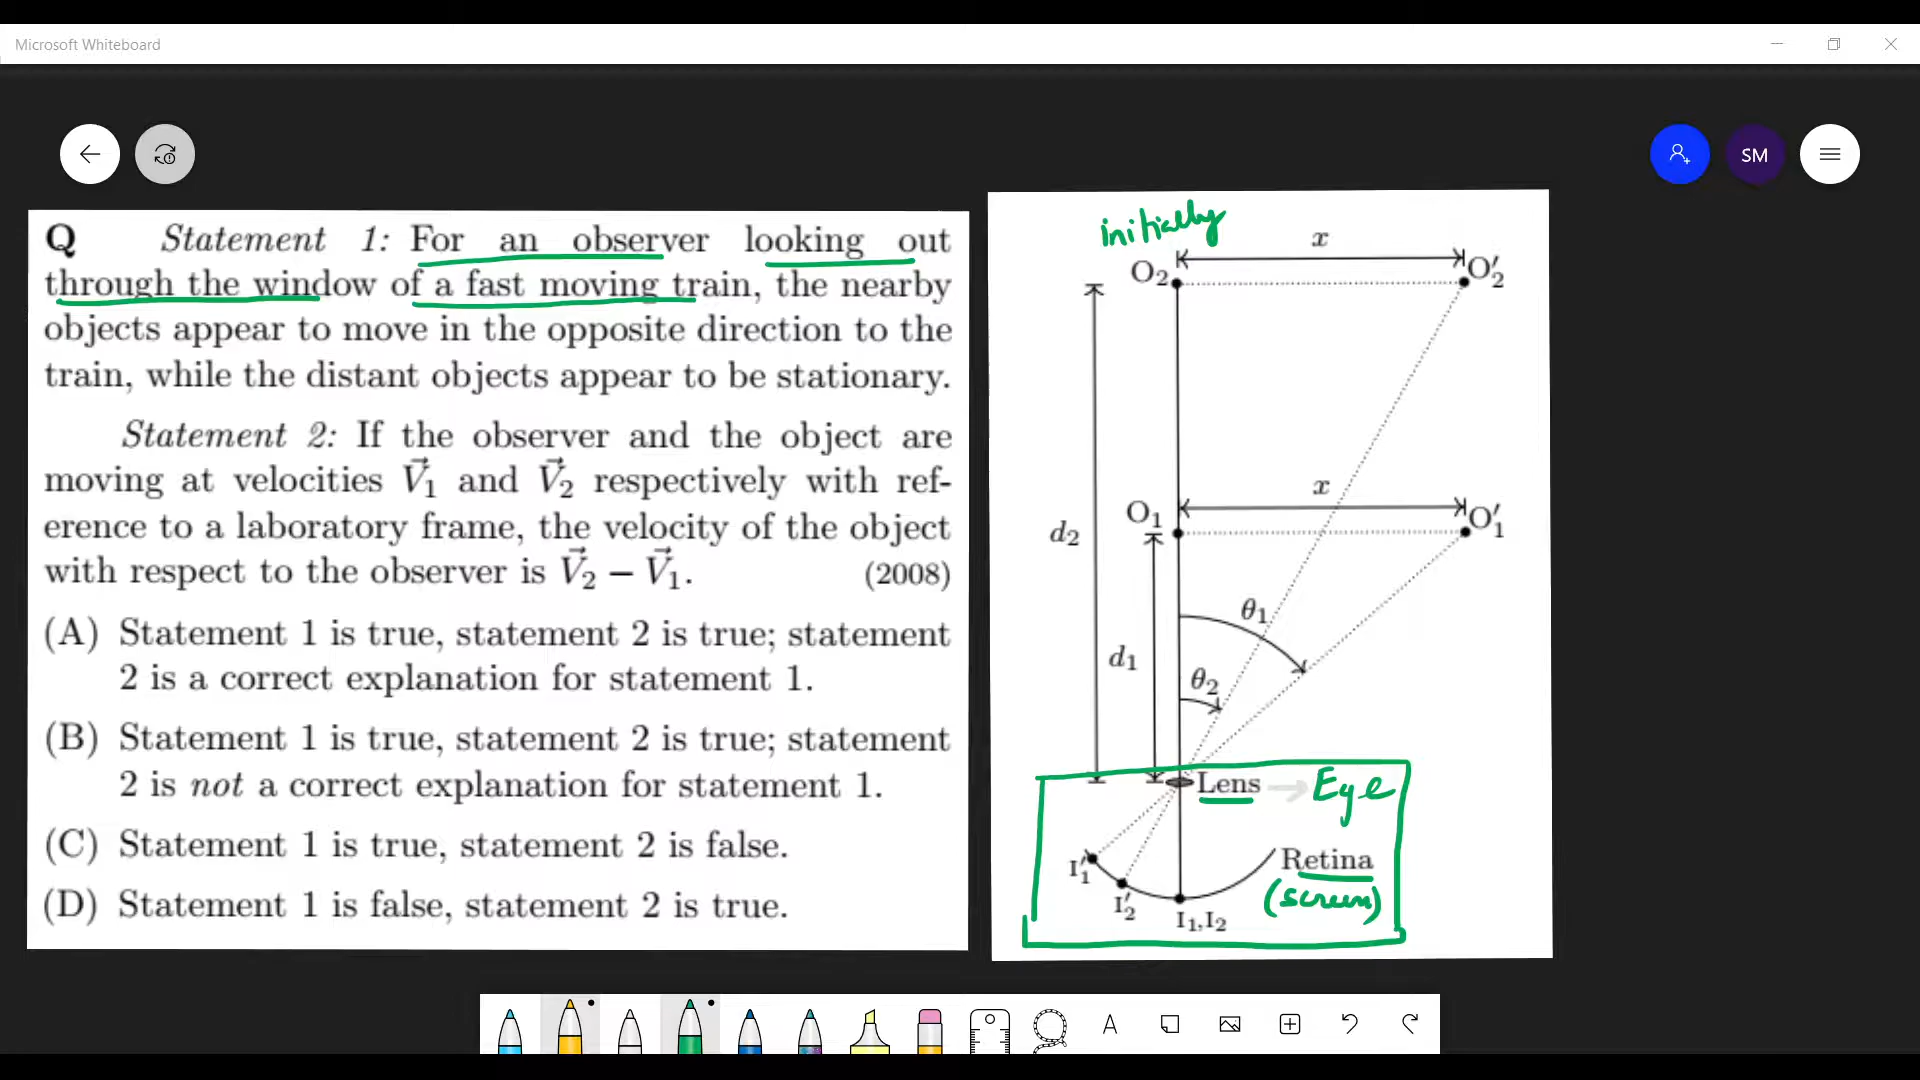 Microsoft Whiteboard
SM
Q Statement 1: For an observer looking out
through the window of a fast moving train, the nearby
objects appear to move in the opposite direction to the
train, while the distant objects appear to be stationary.
Statement 2: If the observer and the object are
moving at velocities V⃗₁ and V⃗₂ respectively with ref-
erence to a laboratory frame, the velocity of the object
with respect to the observer is V⃗₂ − V⃗₁. (2008)
(A) Statement 1 is true, statement 2 is true; statement
2 is a correct explanation for statement 1.
(B) Statement 1 is true, statement 2 is true; statement
2 is not a correct explanation for statement 1.
(C) Statement 1 is true, statement 2 is false.
(D) Statement 1 is false, statement 2 is true.
initially
x
O₂ O′₂
x
O₁ O′₁
d₂
θ₁
d₁
θ₂
Lens → Eye
I′₁ Retina
I′₂ (screen)
I₁,I₂
A